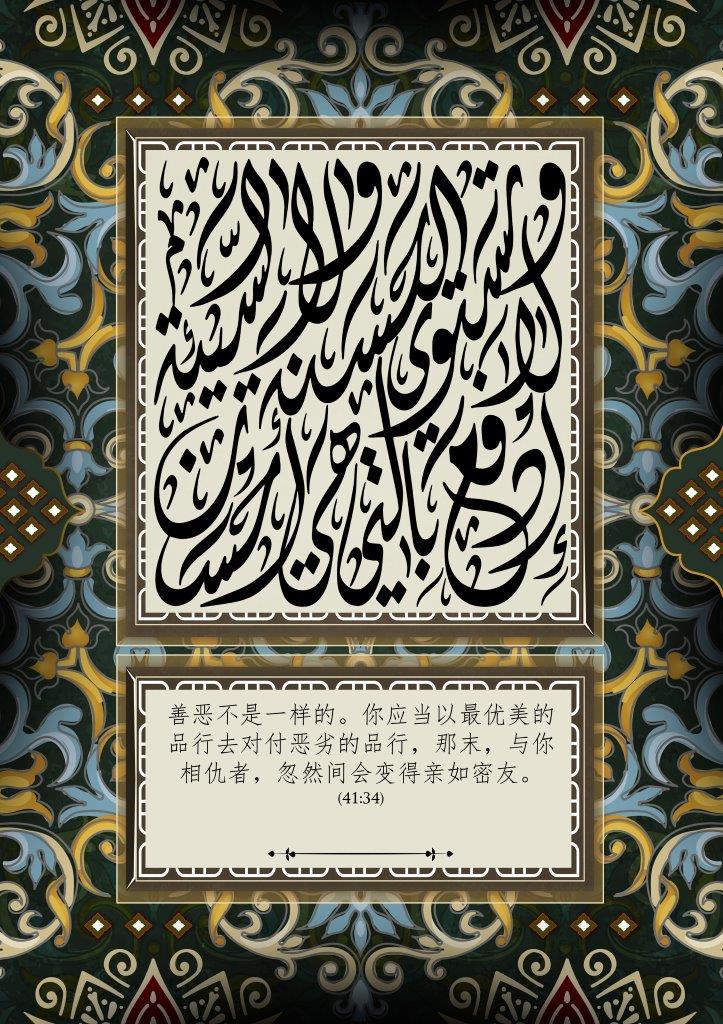 ولا تستوي الحسنة ولا السيئة
إدفع بالتي هي أحسن
善恶不是一样的。你应当以最优美的
品行去对付恶劣的品行，那末，与你
相仇者，忽然间会变得亲如密友。
(41:34)